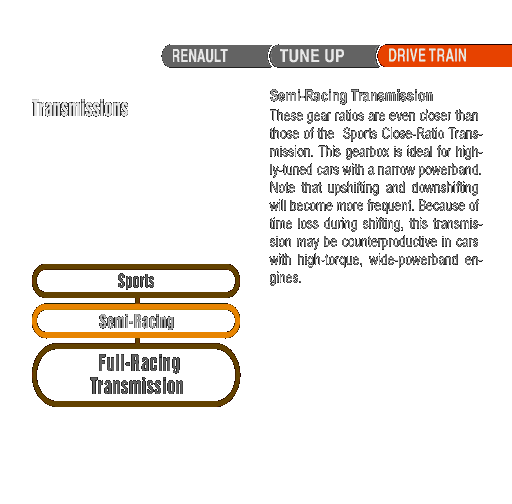 RENAULT TUNE UP DRIVE TRAIN
Transmissions
Semi-Racing Transmission
These gear ratios are even closer than
those of the Sports Close-Ratio Trans-
mission. This gearbox is ideal for high-
ly-tuned cars with a narrow powerband.
Note that upshifting and downshifting
will become more frequent. Because of
time loss during shifting, this transmis-
sion may be counterproductive in cars
with high-torque, wide-powerband en-
gines.
Sports
Semi-Racing
Full-Racing
Transmission